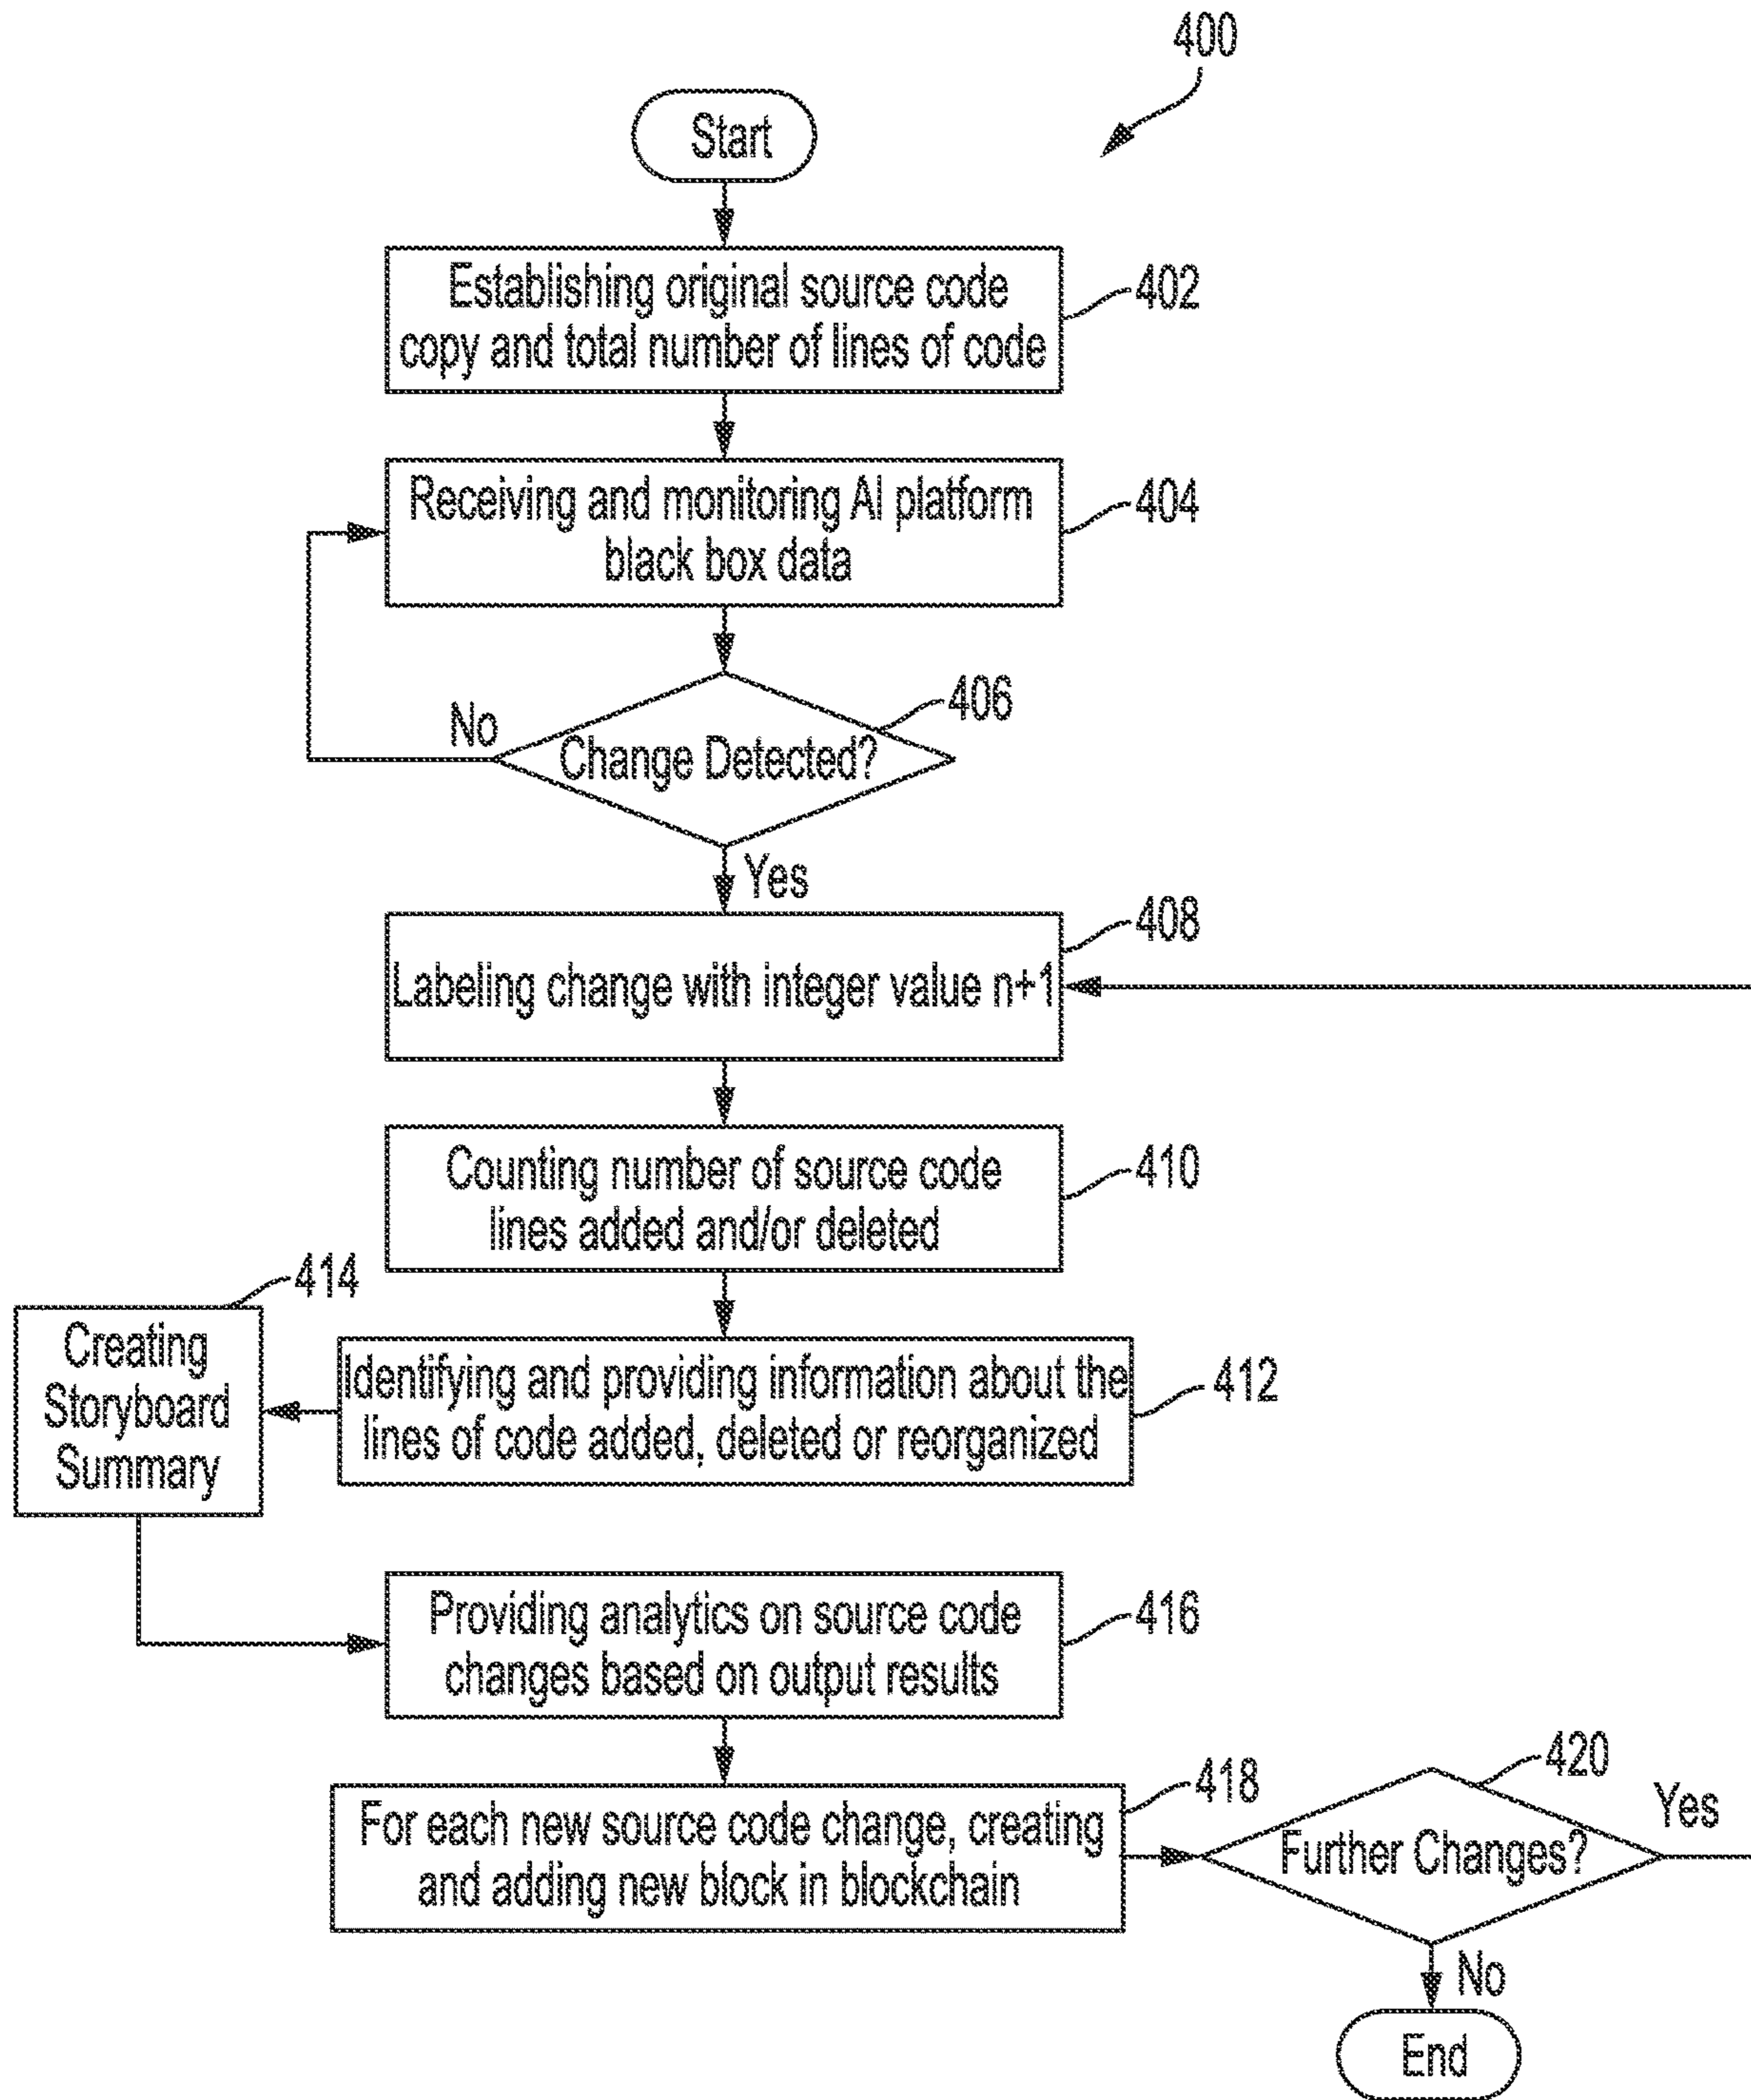 400
Start
Establishing original source code
copy and total number of lines of code
402
Receiving and monitoring AI platform
black box data
404
406
No
Change Detected?
Yes
408
Labeling change with integer value n+1
Counting number of source code
lines added and/or deleted
410
414
Creating
Storyboard
Summary
Identifying and providing information about the
lines of code added, deleted or reorganized
412
Providing analytics on source code
changes based on output results
416
For each new source code change, creating
and adding new block in blockchain
418
420
Further Changes?
Yes
No
End